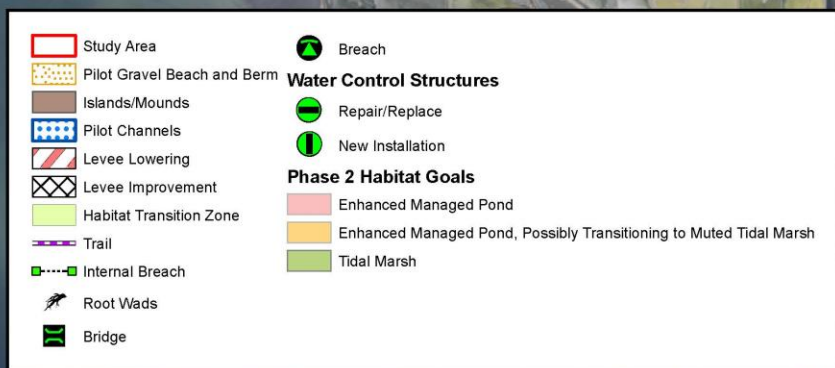 Study Area
Pilot Gravel Beach and Berm
Islands/Mounds
Pilot Channels
Levee Lowering
Levee Improvement
Habitat Transition Zone
Trail
Internal Breach
Root Wads
Bridge
Breach
Water Control Structures
Repair/Replace
New Installation
Phase 2 Habitat Goals
Enhanced Managed Pond
Enhanced Managed Pond, Possibly Transitioning to Muted Tidal Marsh
Tidal Marsh